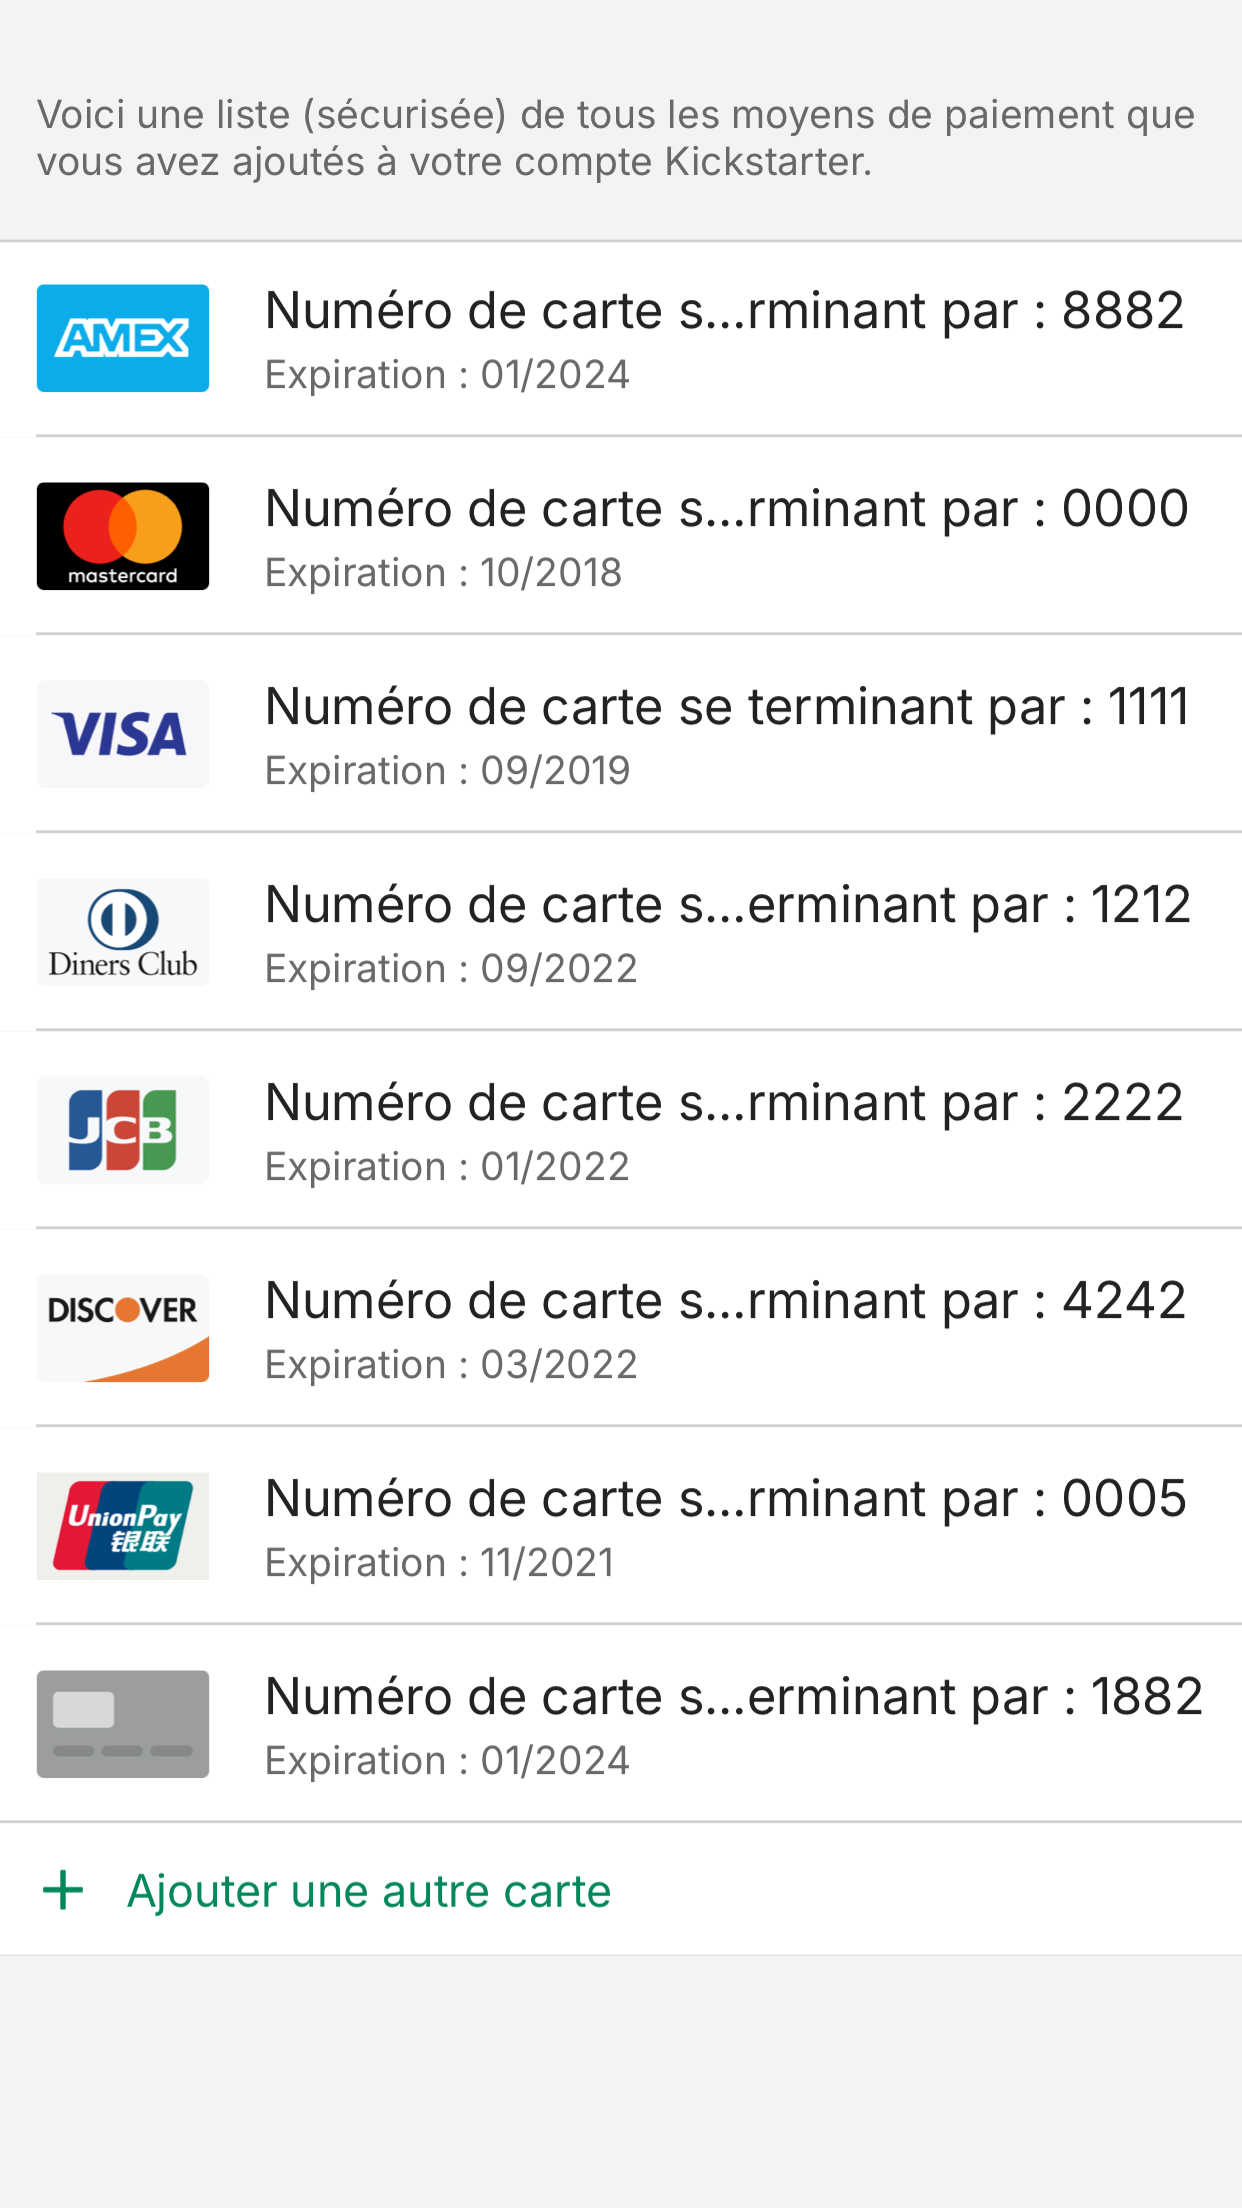 Voici une liste (sécurisée) de tous les moyens de paiement que
vous avez ajoutés à votre compte Kickstarter.
AMEX
Numéro de carte s...rminant par : 8882
Expiration : 01/2024
mastercard
Numéro de carte s...rminant par : 0000
Expiration : 10/2018
VISA
Numéro de carte se terminant par : 1111
Expiration : 09/2019
Diners Club
Numéro de carte s...erminant par : 1212
Expiration : 09/2022
JCB
Numéro de carte s...rminant par : 2222
Expiration : 01/2022
DISCOVER
Numéro de carte s...rminant par : 4242
Expiration : 03/2022
UnionPay
银联
Numéro de carte s...rminant par : 0005
Expiration : 11/2021
Numéro de carte s...erminant par : 1882
Expiration : 01/2024
+ Ajouter une autre carte